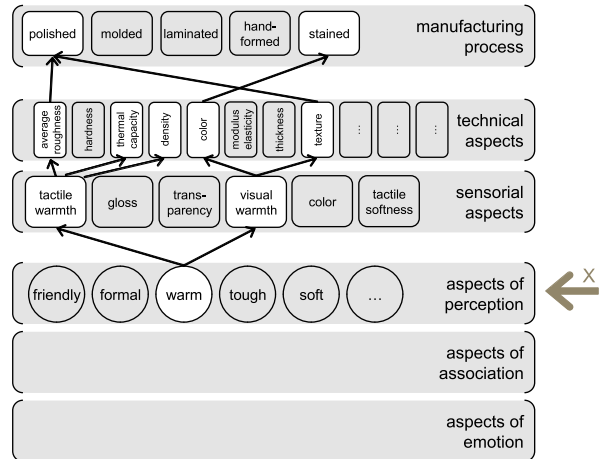 polished
molded
laminated
hand-
formed
stained
manufacturing
process
average
roughness
hardness
thermal
capacity
density
color
modulus
elasticity
thickness
texture
...
...
...
technical
aspects
tactile
warmth
gloss
trans-
parency
visual
warmth
color
tactile
softness
sensorial
aspects
friendly
formal
warm
tough
soft
...
aspects of
perception
X
aspects of
association
aspects of
emotion